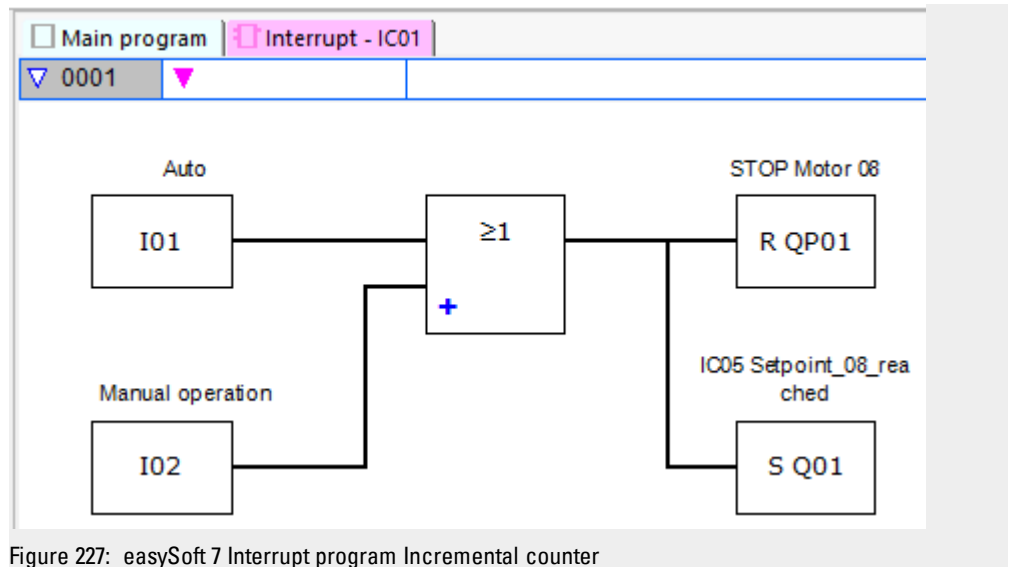 Main program
Interrupt - IC01
0001
Auto
STOP Motor 08
I01
≥1
R QP01
+
IC05 Setpoint_08_rea
ched
Manual operation
I02
S Q01
Figure 227: easySoft 7 Interrupt program Incremental counter